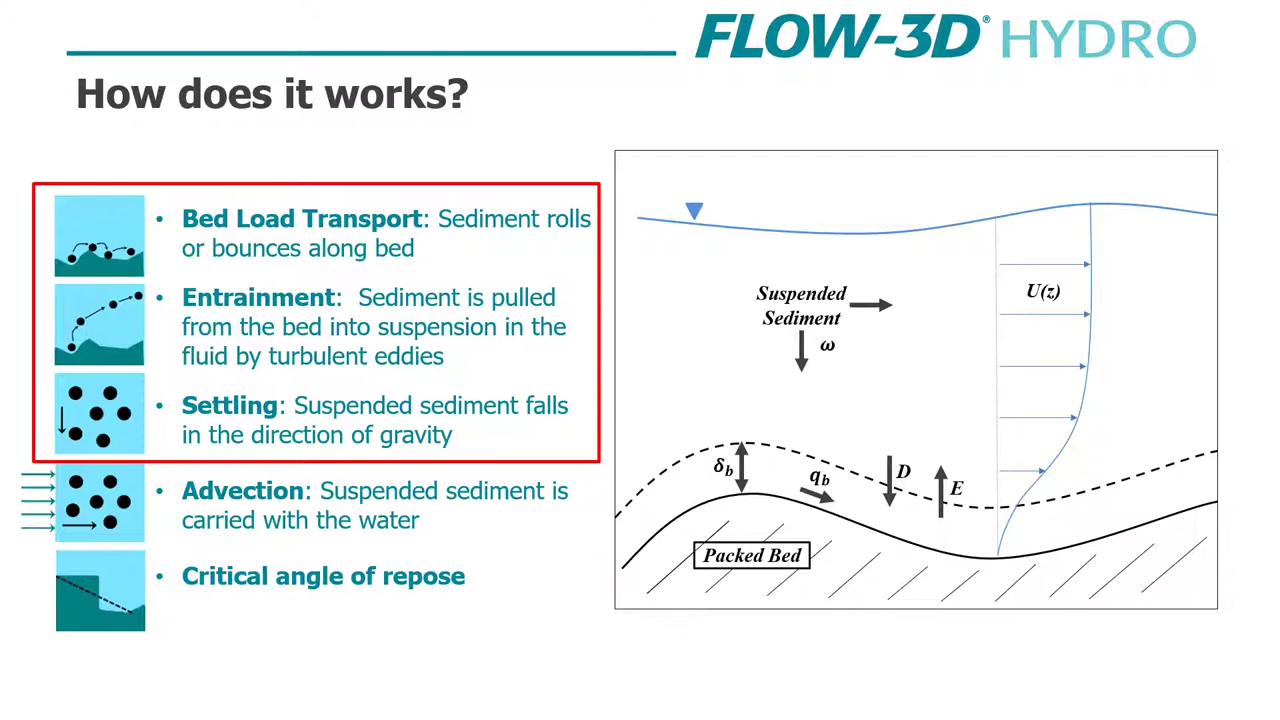 FLOW-3D® HYDRO
How does it works?
• Bed Load Transport: Sediment rolls
or bounces along bed
• Entrainment: Sediment is pulled
from the bed into suspension in the
fluid by turbulent eddies
• Settling: Suspended sediment falls
in the direction of gravity
• Advection: Suspended sediment is
carried with the water
• Critical angle of repose
Suspended
Sediment
ω
U(z)
δb
qb
D
E
Packed Bed